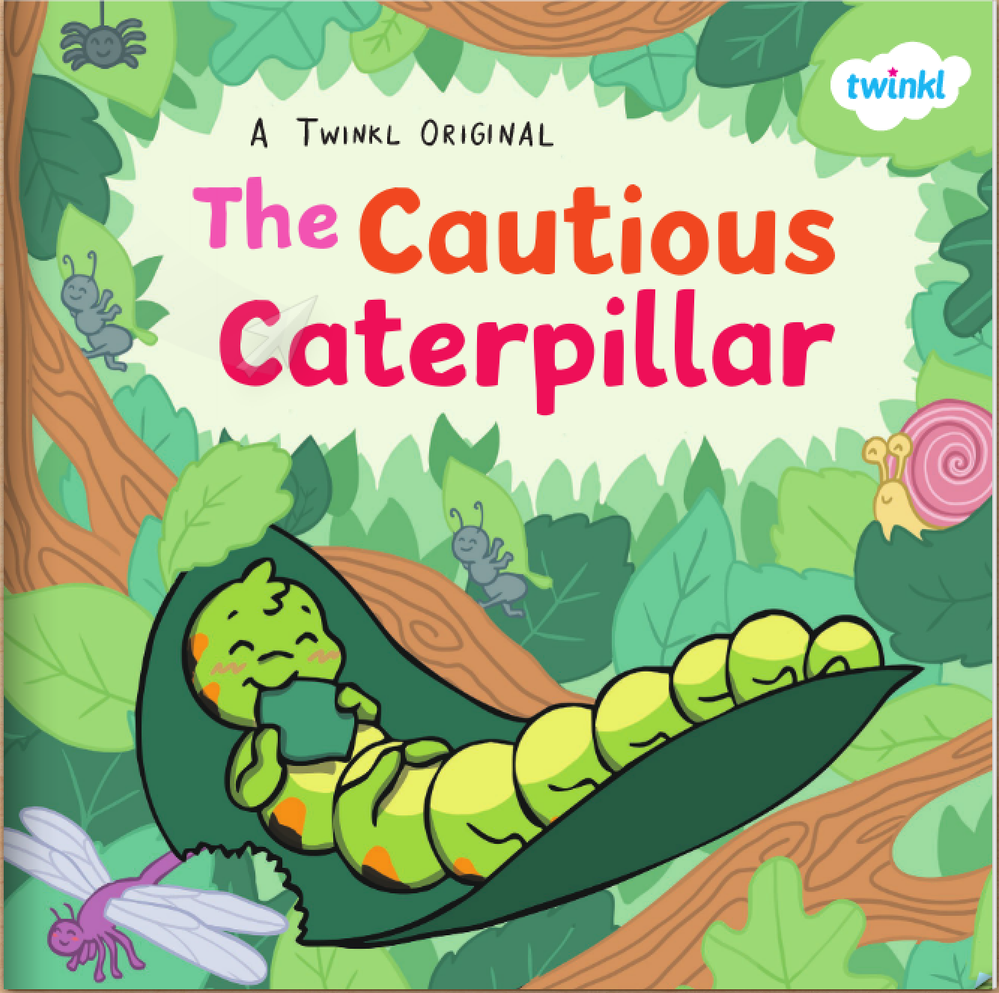 twinkl
A TWINKL ORIGINAL
The Cautious
Caterpillar